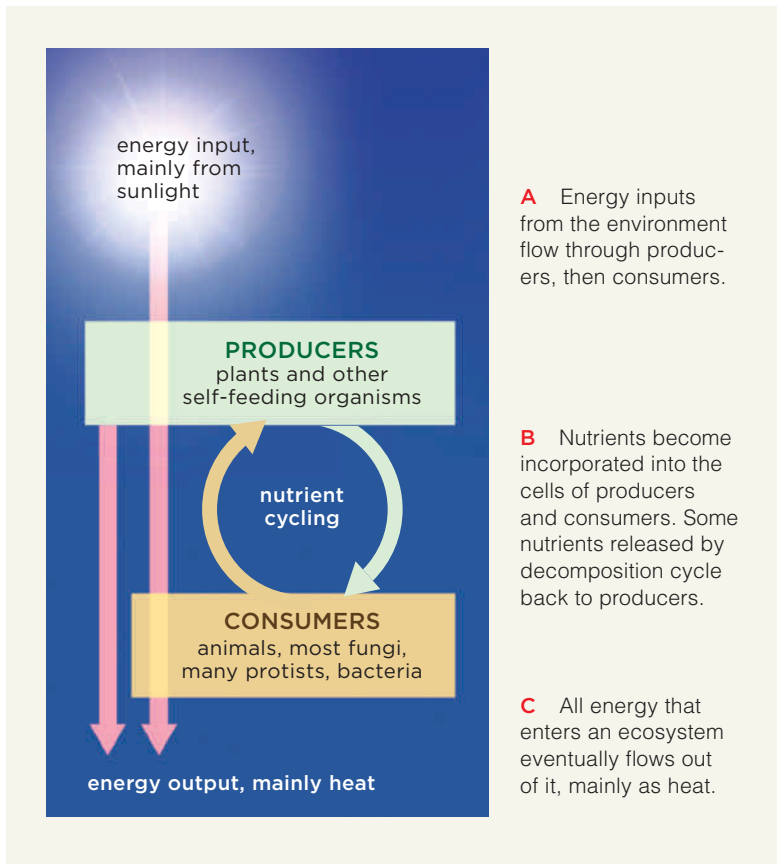 energy input,
mainly from
sunlight
PRODUCERS
plants and other
self-feeding organisms
nutrient
cycling
CONSUMERS
animals, most fungi,
many protists, bacteria
energy output, mainly heat
A Energy inputs
from the environment
flow through produc-
ers, then consumers.
B Nutrients become
incorporated into the
cells of producers
and consumers. Some
nutrients released by
decomposition cycle
back to producers.
C All energy that
enters an ecosystem
eventually flows out
of it, mainly as heat.